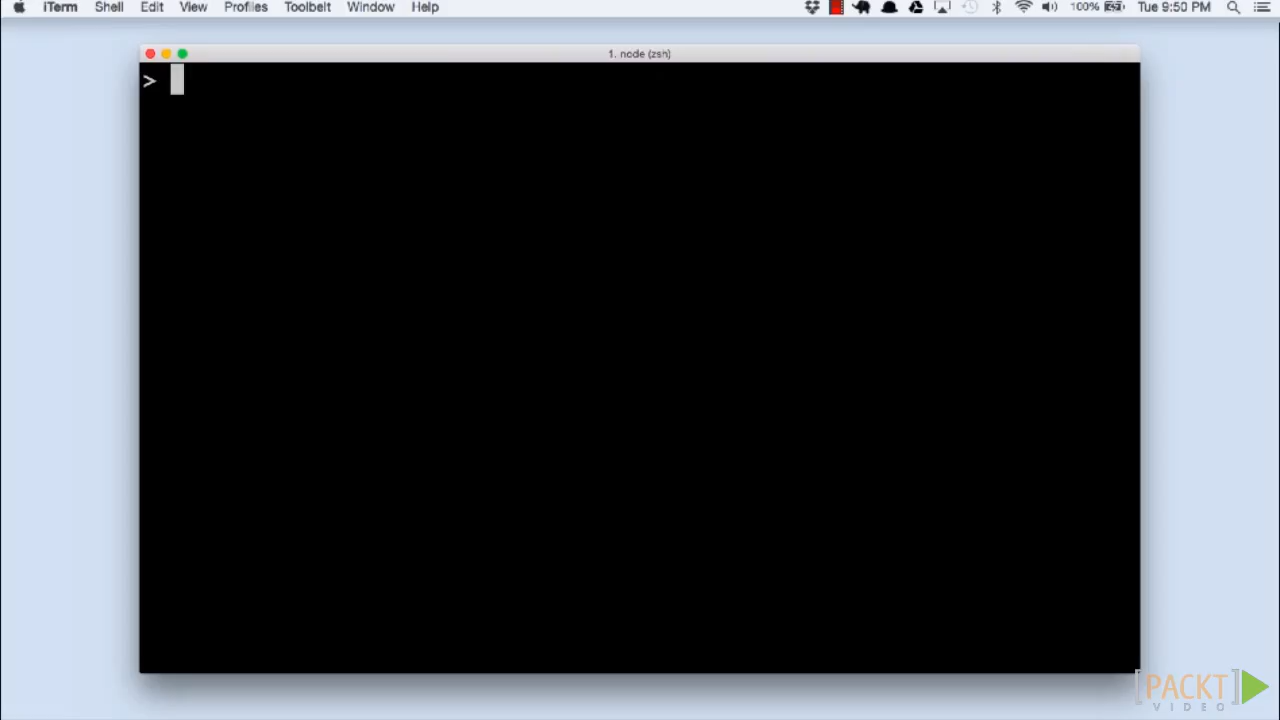 iTerm Shell Edit View Profiles Toolbelt Window Help 100% Tue 9:50 PM
1. node (zsh)
>
[PACKT]
VIDEO